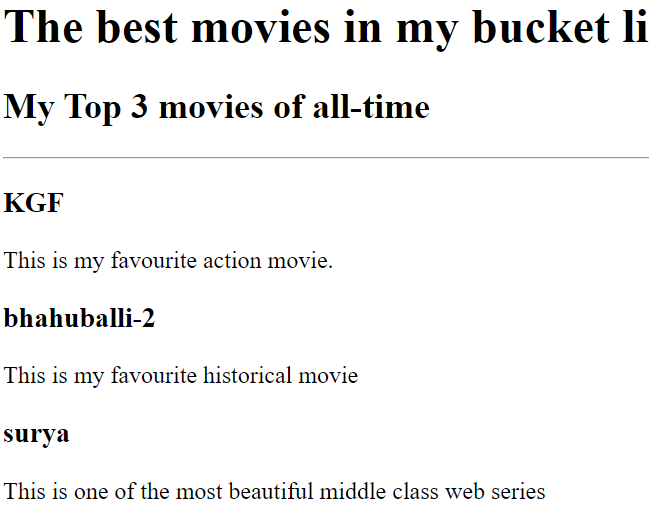 The best movies in my bucket li
My Top 3 movies of all-time
KGF
This is my favourite action movie.
bhahuballi-2
This is my favourite historical movie
surya
This is one of the most beautiful middle class web series